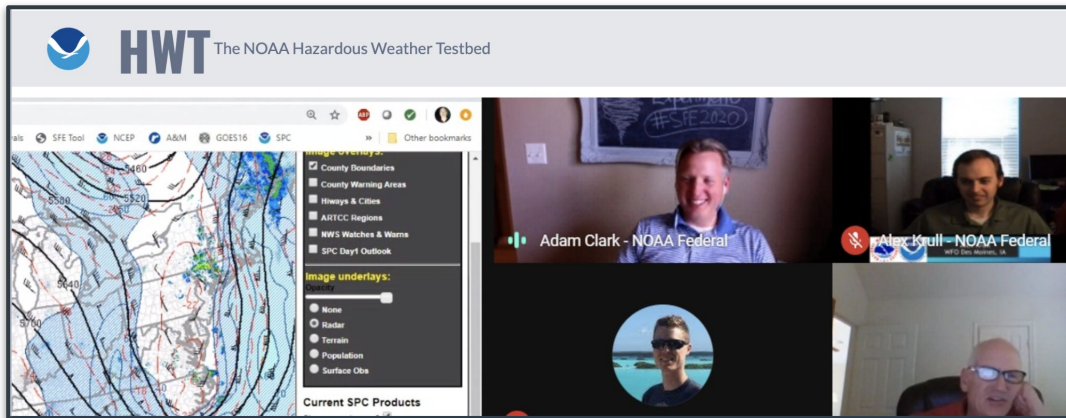 HWT The NOAA Hazardous Weather Testbed
ABP
SFE Tool NCEP A&M GOES16 SPC » Other bookmarks
County Boundaries
County Warning Areas
Hiways & Cities
ARTCC Regions
NWS Watches & Warns
SPC Day1 Outlook
Image underlays:
Opacity
None
Radar
Terrain
Population
Surface Obs
Current SPC Products
5460
5520
5580
5640
5760
(#SFE2020)
Adam Clark - NOAA Federal
Alex Krull - NOAA Federal
WFO Des Moines, IA